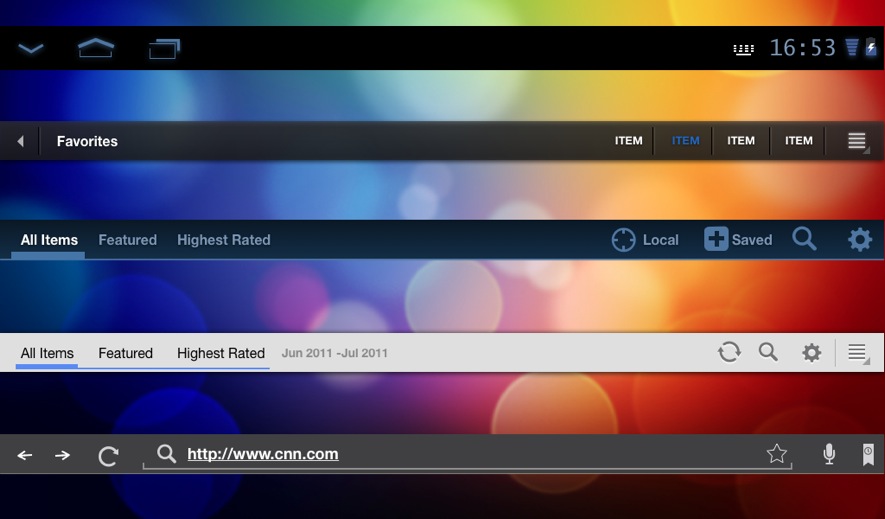 16:53
Favorites ITEM ITEM ITEM ITEM
All Items Featured Highest Rated Local Saved
All Items Featured Highest Rated Jun 2011 -Jul 2011
http://www.cnn.com